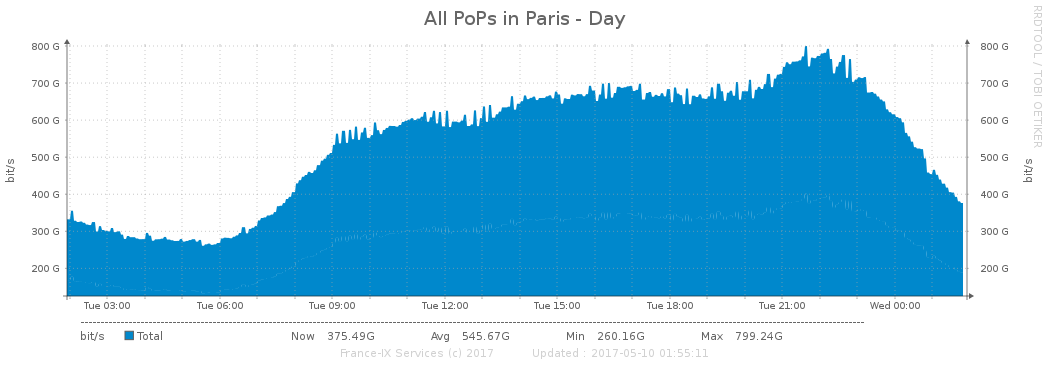 All PoPs in Paris - Day
RRDTOOL / TOBI OETIKER
800 G 800 G
700 G 700 G
600 G 600 G
500 G 500 G
400 G 400 G
300 G 300 G
200 G 200 G
bit/s
bit/s
Tue 03:00 Tue 06:00 Tue 09:00 Tue 12:00 Tue 15:00 Tue 18:00 Tue 21:00 Wed 00:00
bit/s Total Now 375.49G Avg 545.67G Min 260.16G Max 799.24G
France-IX Services (c) 2017 Updated : 2017-05-10 01:55:11